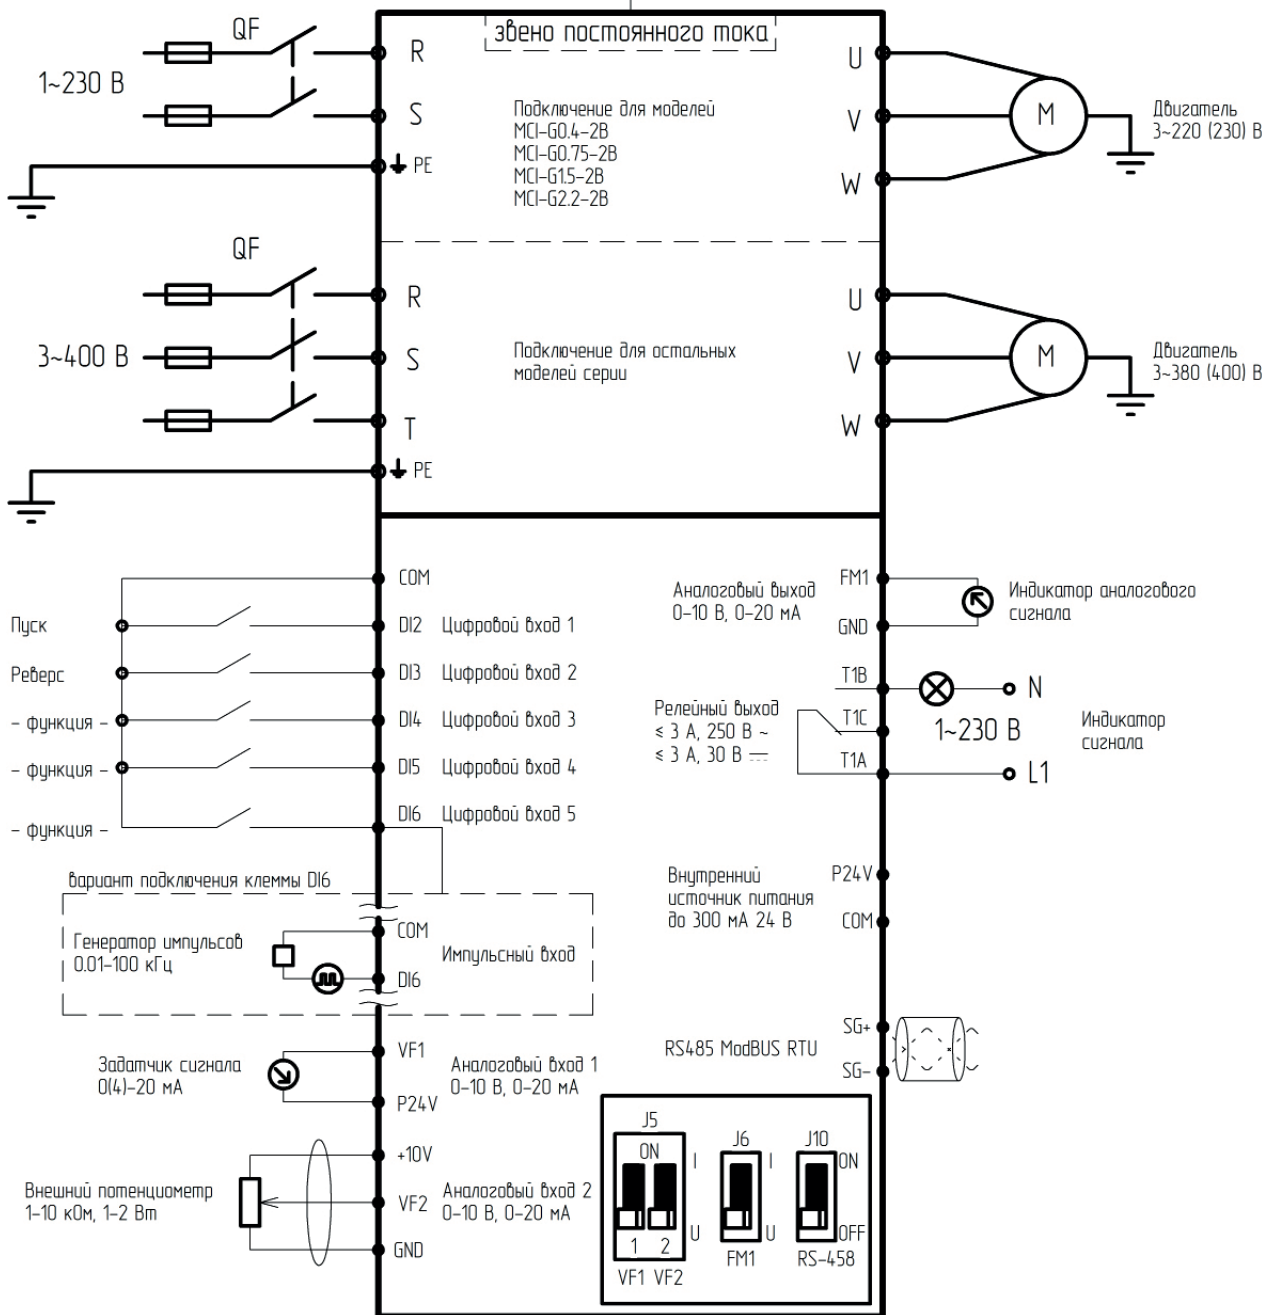 звено постоянного тока
QF
1~230 В
R
S
PE
Подключение для моделей
MCI-G0.4-2B
MCI-G0.75-2B
MCI-G1.5-2B
MCI-G2.2-2B
U
V
W
M
Двигатель
3~220 (230) В
QF
3~400 В
R
S
T
PE
Подключение для остальных
моделей серии
U
V
W
M
Двигатель
3~380 (400) В
COM
Пуск
DI2 Цифровой вход 1
Реверс
DI3 Цифровой вход 2
- функция -
DI4 Цифровой вход 3
- функция -
DI5 Цифровой вход 4
- функция -
DI6 Цифровой вход 5
Аналоговый выход
0-10 В, 0-20 мА
FM1
GND
Индикатор аналогового
сигнала
Релейный выход
≤ 3 А, 250 В ~
≤ 3 А, 30 В ⎓
T1B
T1C
T1A
N
1~230 В
L1
Индикатор
сигнала
вариант подключения клеммы DI6
Генератор импульсов
0.01-100 кГц
COM
DI6
Импульсный вход
Внутренний
источник питания
до 300 мА 24 В
P24V
COM
Задатчик сигнала
0(4)-20 мА
VF1
P24V
Аналоговый вход 1
0-10 В, 0-20 мА
RS485 ModBUS RTU
SG+
SG-
Внешний потенциометр
1-10 кОм, 1-2 Вт
+10V
VF2
GND
Аналоговый вход 2
0-10 В, 0-20 мА
J5
ON
I
U
1 2
VF1 VF2
J6
I
U
FM1
J10
ON
OFF
RS-458